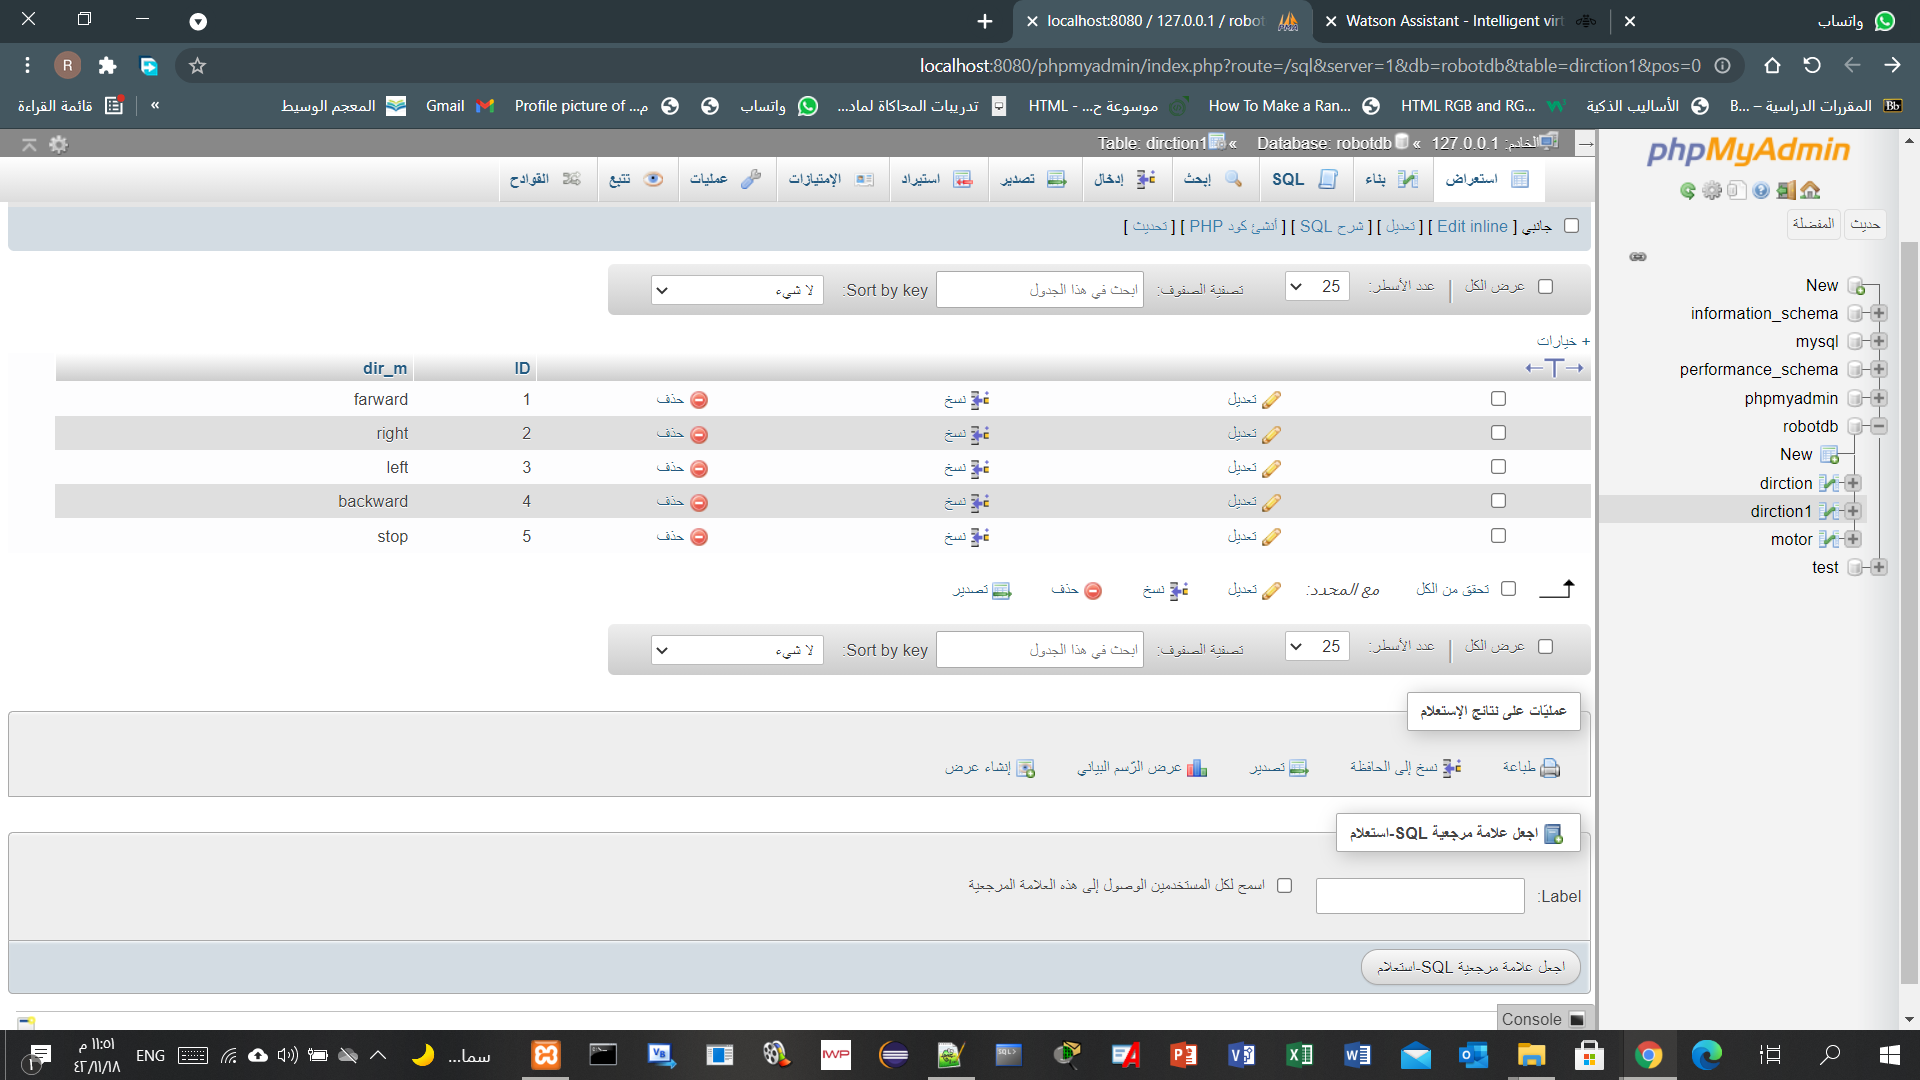 واتساب
Watson Assistant - Intelligent virt
localhost:8080 / 127.0.0.1 / robot
R
localhost:8080/phpmyadmin/index.php?route=/sql&server=1&db=robotdb&table=dirction1&pos=0
المقررات الدراسية – B...
الأساليب الذكية
HTML RGB and RG...
How To Make a Ran...
موسوعة ح... - HTML
تدريبات المحاكاة لماد...
واتساب
Profile picture of ...م
Gmail
المعجم الوسيط
»
قائمة القراءة
phpMyAdmin
حديث
المفضلة
New
information_schema
mysql
performance_schema
phpmyadmin
robotdb
New
dirction
dirction1
motor
test
الخادم: 127.0.0.1 « Database: robotdb « Table: dirction1
استعراض
بناء
SQL
إبحث
إدخال
تصدير
استيراد
الإمتيازات
عمليات
تتبع
القوادح
جانبي [ Edit inline ] [ تعديل ] [ شرح SQL ] [ أنشئ كود PHP ] [ تحديث ]
عرض الكل | عدد الأسطر: 25 تصفية الصفوف: ابحث في هذا الجدول Sort by key: لا شيء
+ خيارات
ID dir_m
تعديل نسخ حذف 1 farward
تعديل نسخ حذف 2 right
تعديل نسخ حذف 3 left
تعديل نسخ حذف 4 backward
تعديل نسخ حذف 5 stop
تحقق من الكل مع المحدد: تعديل نسخ حذف تصدير
عرض الكل | عدد الأسطر: 25 تصفية الصفوف: ابحث في هذا الجدول Sort by key: لا شيء
عمليّات على نتائج الإستعلام
طباعة نسخ إلى الحافظة تصدير عرض الرّسم البياني إنشاء عرض
اجعل علامة مرجعية SQL-استعلام
Label: اسمح لكل المستخدمين الوصول إلى هذه العلامة المرجعية
اجعل علامة مرجعية SQL-استعلام
Console
سما...
ENG
١١:٥١ م
٤٢/١١/١٨